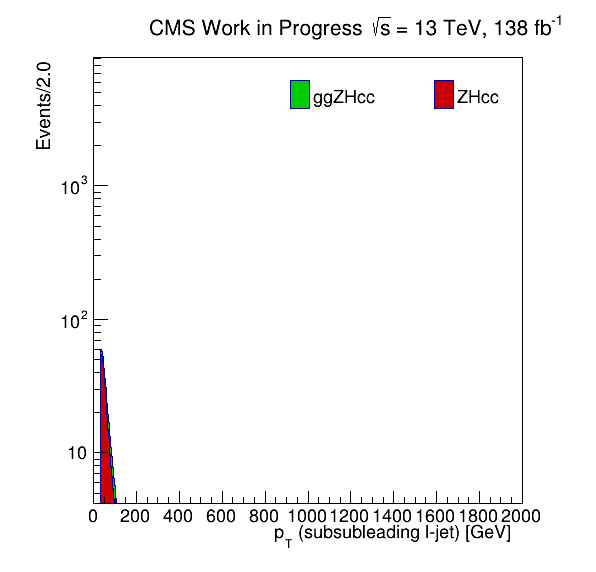 CMS Work in Progress √s = 13 TeV, 138 fb⁻¹
Events/2.0
ggZHcc ZHcc
10³
10²
10
0 200 400 600 800 1000 1200 1400 1600 1800 2000
p_T (subsubleading l-jet) [GeV]